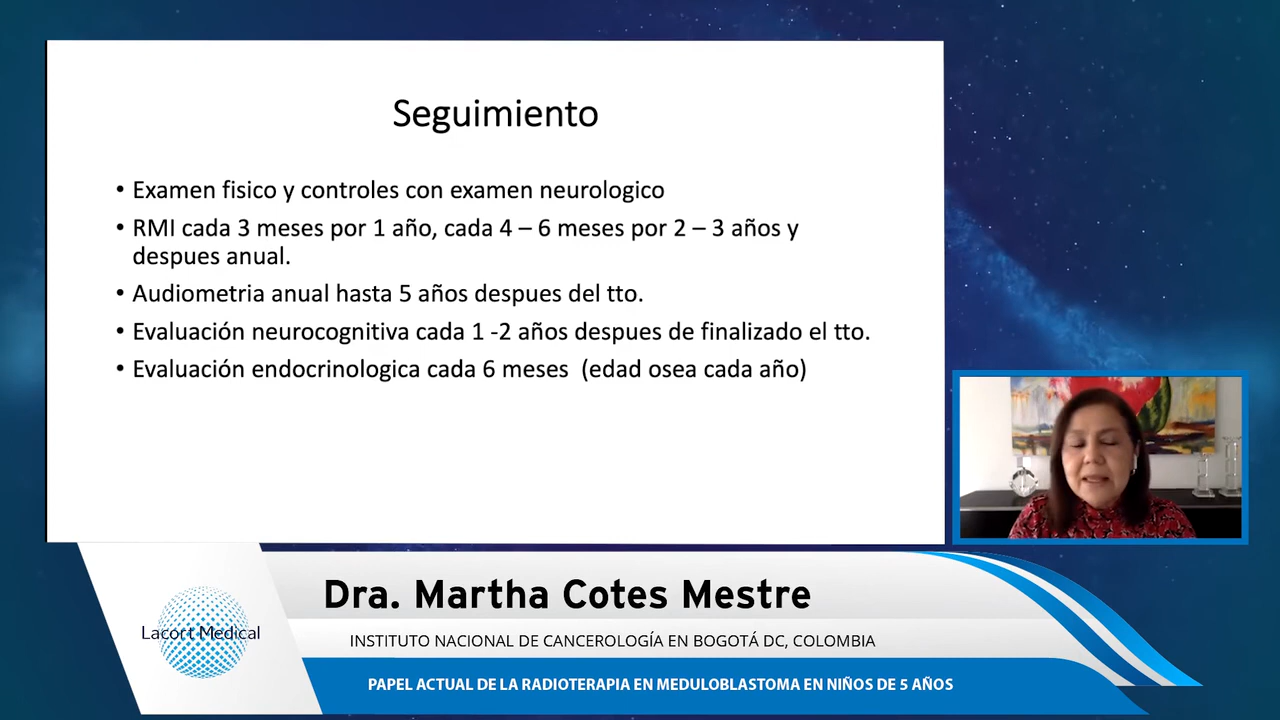 Seguimiento
• Examen fisico y controles con examen neurologico
• RMI cada 3 meses por 1 año, cada 4 – 6 meses por 2 – 3 años y
despues anual.
• Audiometria anual hasta 5 años despues del tto.
• Evaluación neurocognitiva cada 1 -2 años despues de finalizado el tto.
• Evaluación endocrinologica cada 6 meses (edad osea cada año)
Dra. Martha Cotes Mestre
Lacort Medical
INSTITUTO NACIONAL DE CANCEROLOGÍA EN BOGOTÁ DC, COLOMBIA
PAPEL ACTUAL DE LA RADIOTERAPIA EN MEDULOBLASTOMA EN NIÑOS DE 5 AÑOS